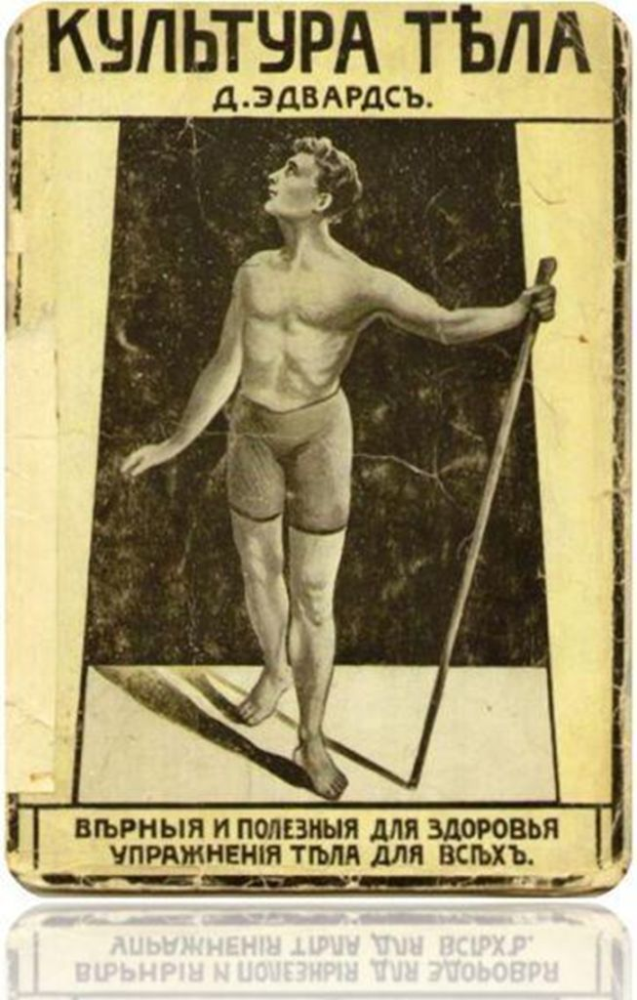 КУЛЬТУРА ТѢЛА
Д.ЭДВАРДСЪ.
ВѢРНЫЯ И ПОЛЕЗНЫЯ ДЛЯ ЗДОРОВЬЯ
УПРАЖНЕНІЯ ТѢЛА ДЛЯ ВСѢХЪ.